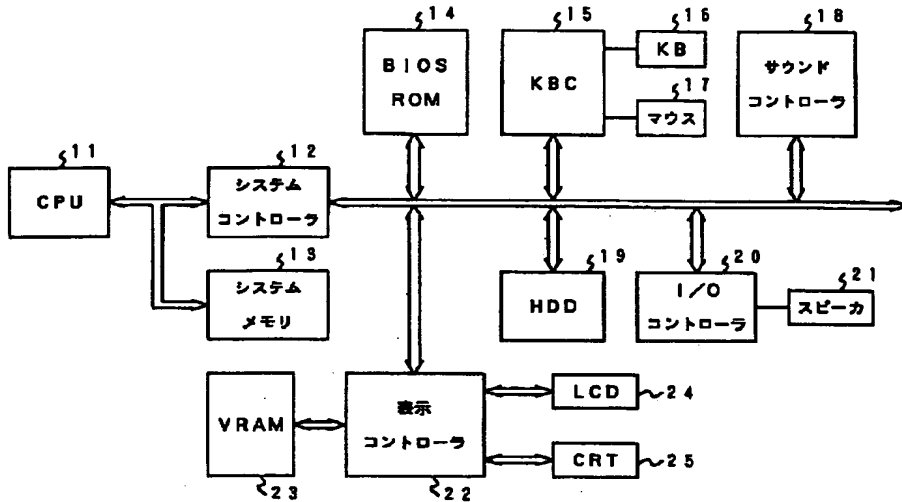 14
BIOS
ROM
15
KBC
16
KB
17
マウス
18
サウンド
コントローラ
11
CPU
12
システム
コントローラ
13
システム
メモリ
19
HDD
20
I/O
コントローラ
21
スピーカ
23
VRAM
22
表示
コントローラ
LCD
24
CRT
25